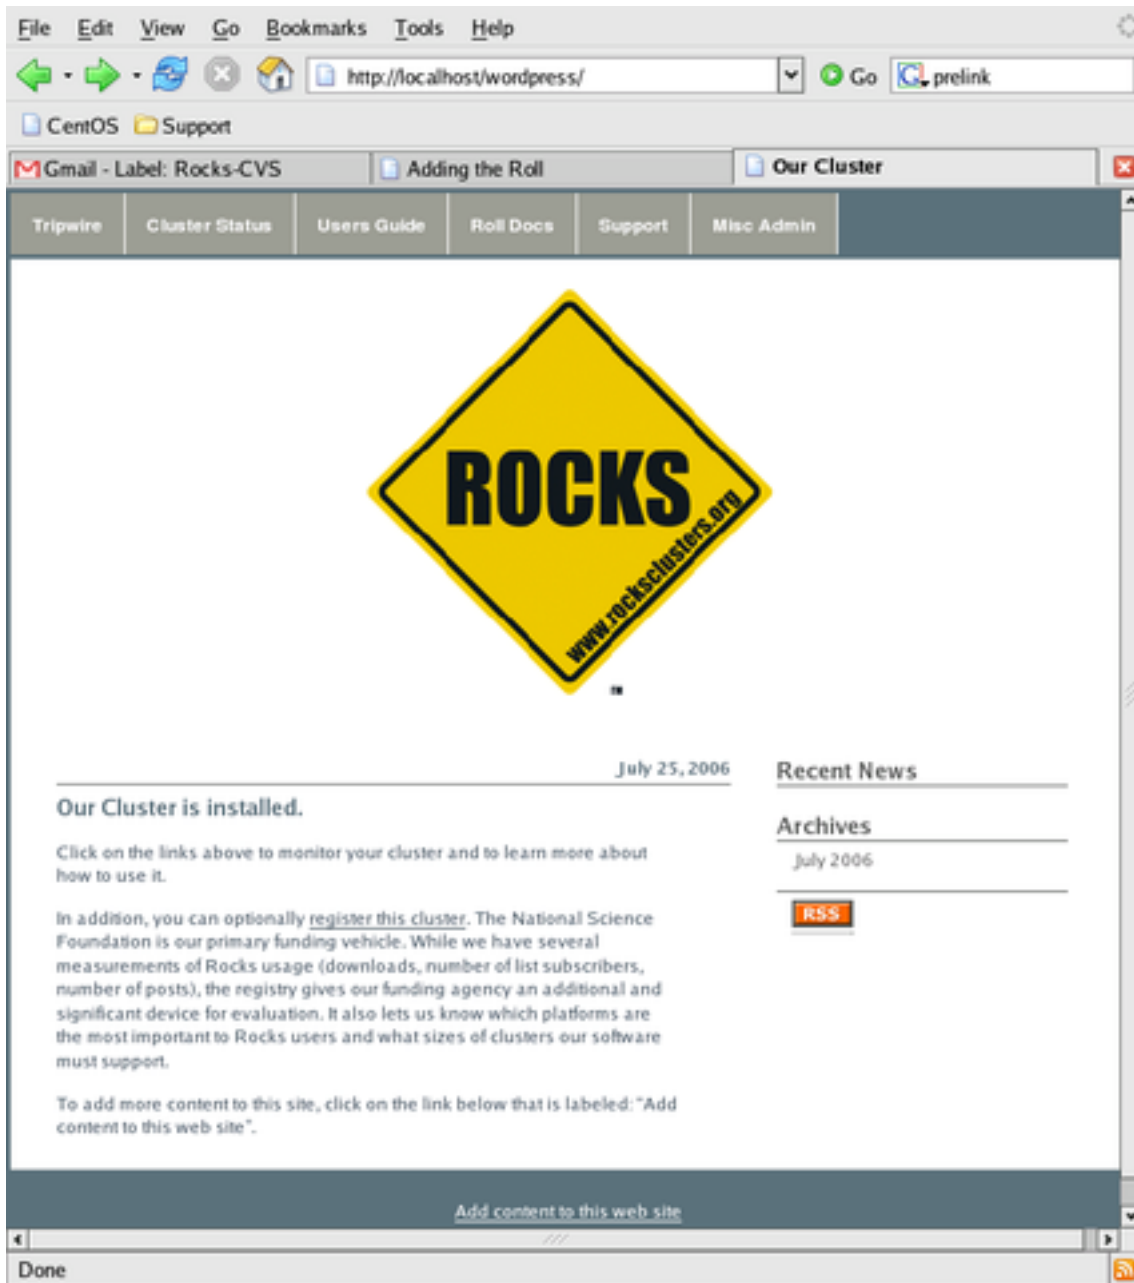 File Edit View Go Bookmarks Tools Help
http://localhost/wordpress/ Go prelink
CentOS Support
Gmail - Label: Rocks-CVS Adding the Roll Our Cluster
Tripwire Cluster Status Users Guide Roll Docs Support Misc Admin
ROCKS
www.rocksclusters.org
TM
July 25, 2006
Our Cluster is installed.
Click on the links above to monitor your cluster and to learn more about
how to use it.
In addition, you can optionally register this cluster. The National Science
Foundation is our primary funding vehicle. While we have several
measurements of Rocks usage (downloads, number of list subscribers,
number of posts), the registry gives our funding agency an additional and
significant device for evaluation. It also lets us know which platforms are
the most important to Rocks users and what sizes of clusters our software
must support.
To add more content to this site, click on the link below that is labeled: "Add
content to this web site".
Recent News
Archives
July 2006
RSS
Add content to this web site
Done